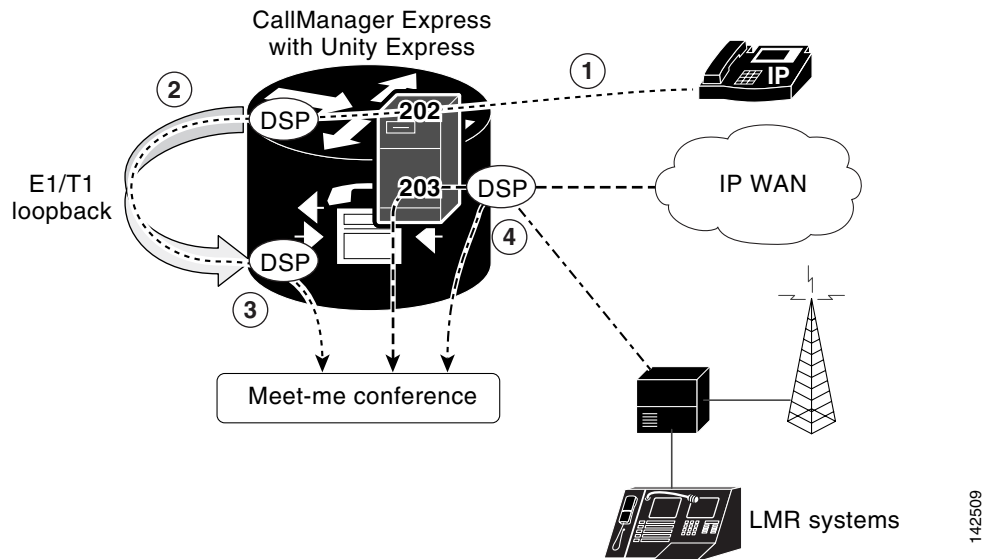 CallManager Express
with Unity Express
1
IP
2
202
DSP
E1/T1
loopback
203
DSP
IP WAN
4
DSP
3
Meet-me conference
LMR systems
142509